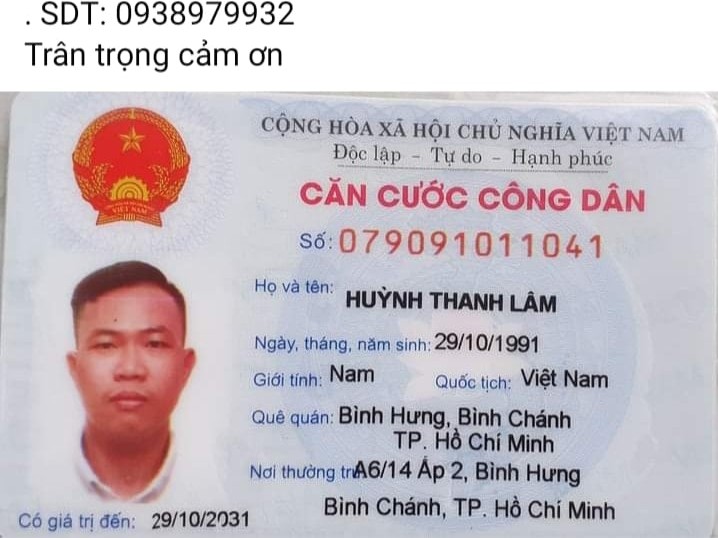 . SDT: 0938979932
Trân trọng cảm ơn
CỘNG HÒA XÃ HỘI CHỦ NGHĨA VIỆT NAM
Độc lập - Tự do - Hạnh phúc
CĂN CƯỚC CÔNG DÂN
Số: 079091011041
Họ và tên: HUỲNH THANH LÂM
Ngày, tháng, năm sinh: 29/10/1991
Giới tính: Nam Quốc tịch: Việt Nam
Quê quán: Bình Hưng, Bình Chánh
TP. Hồ Chí Minh
Nơi thường trú: A6/14 Ấp 2, Bình Hưng
Bình Chánh, TP. Hồ Chí Minh
Có giá trị đến: 29/10/2031
VIỆT NAM